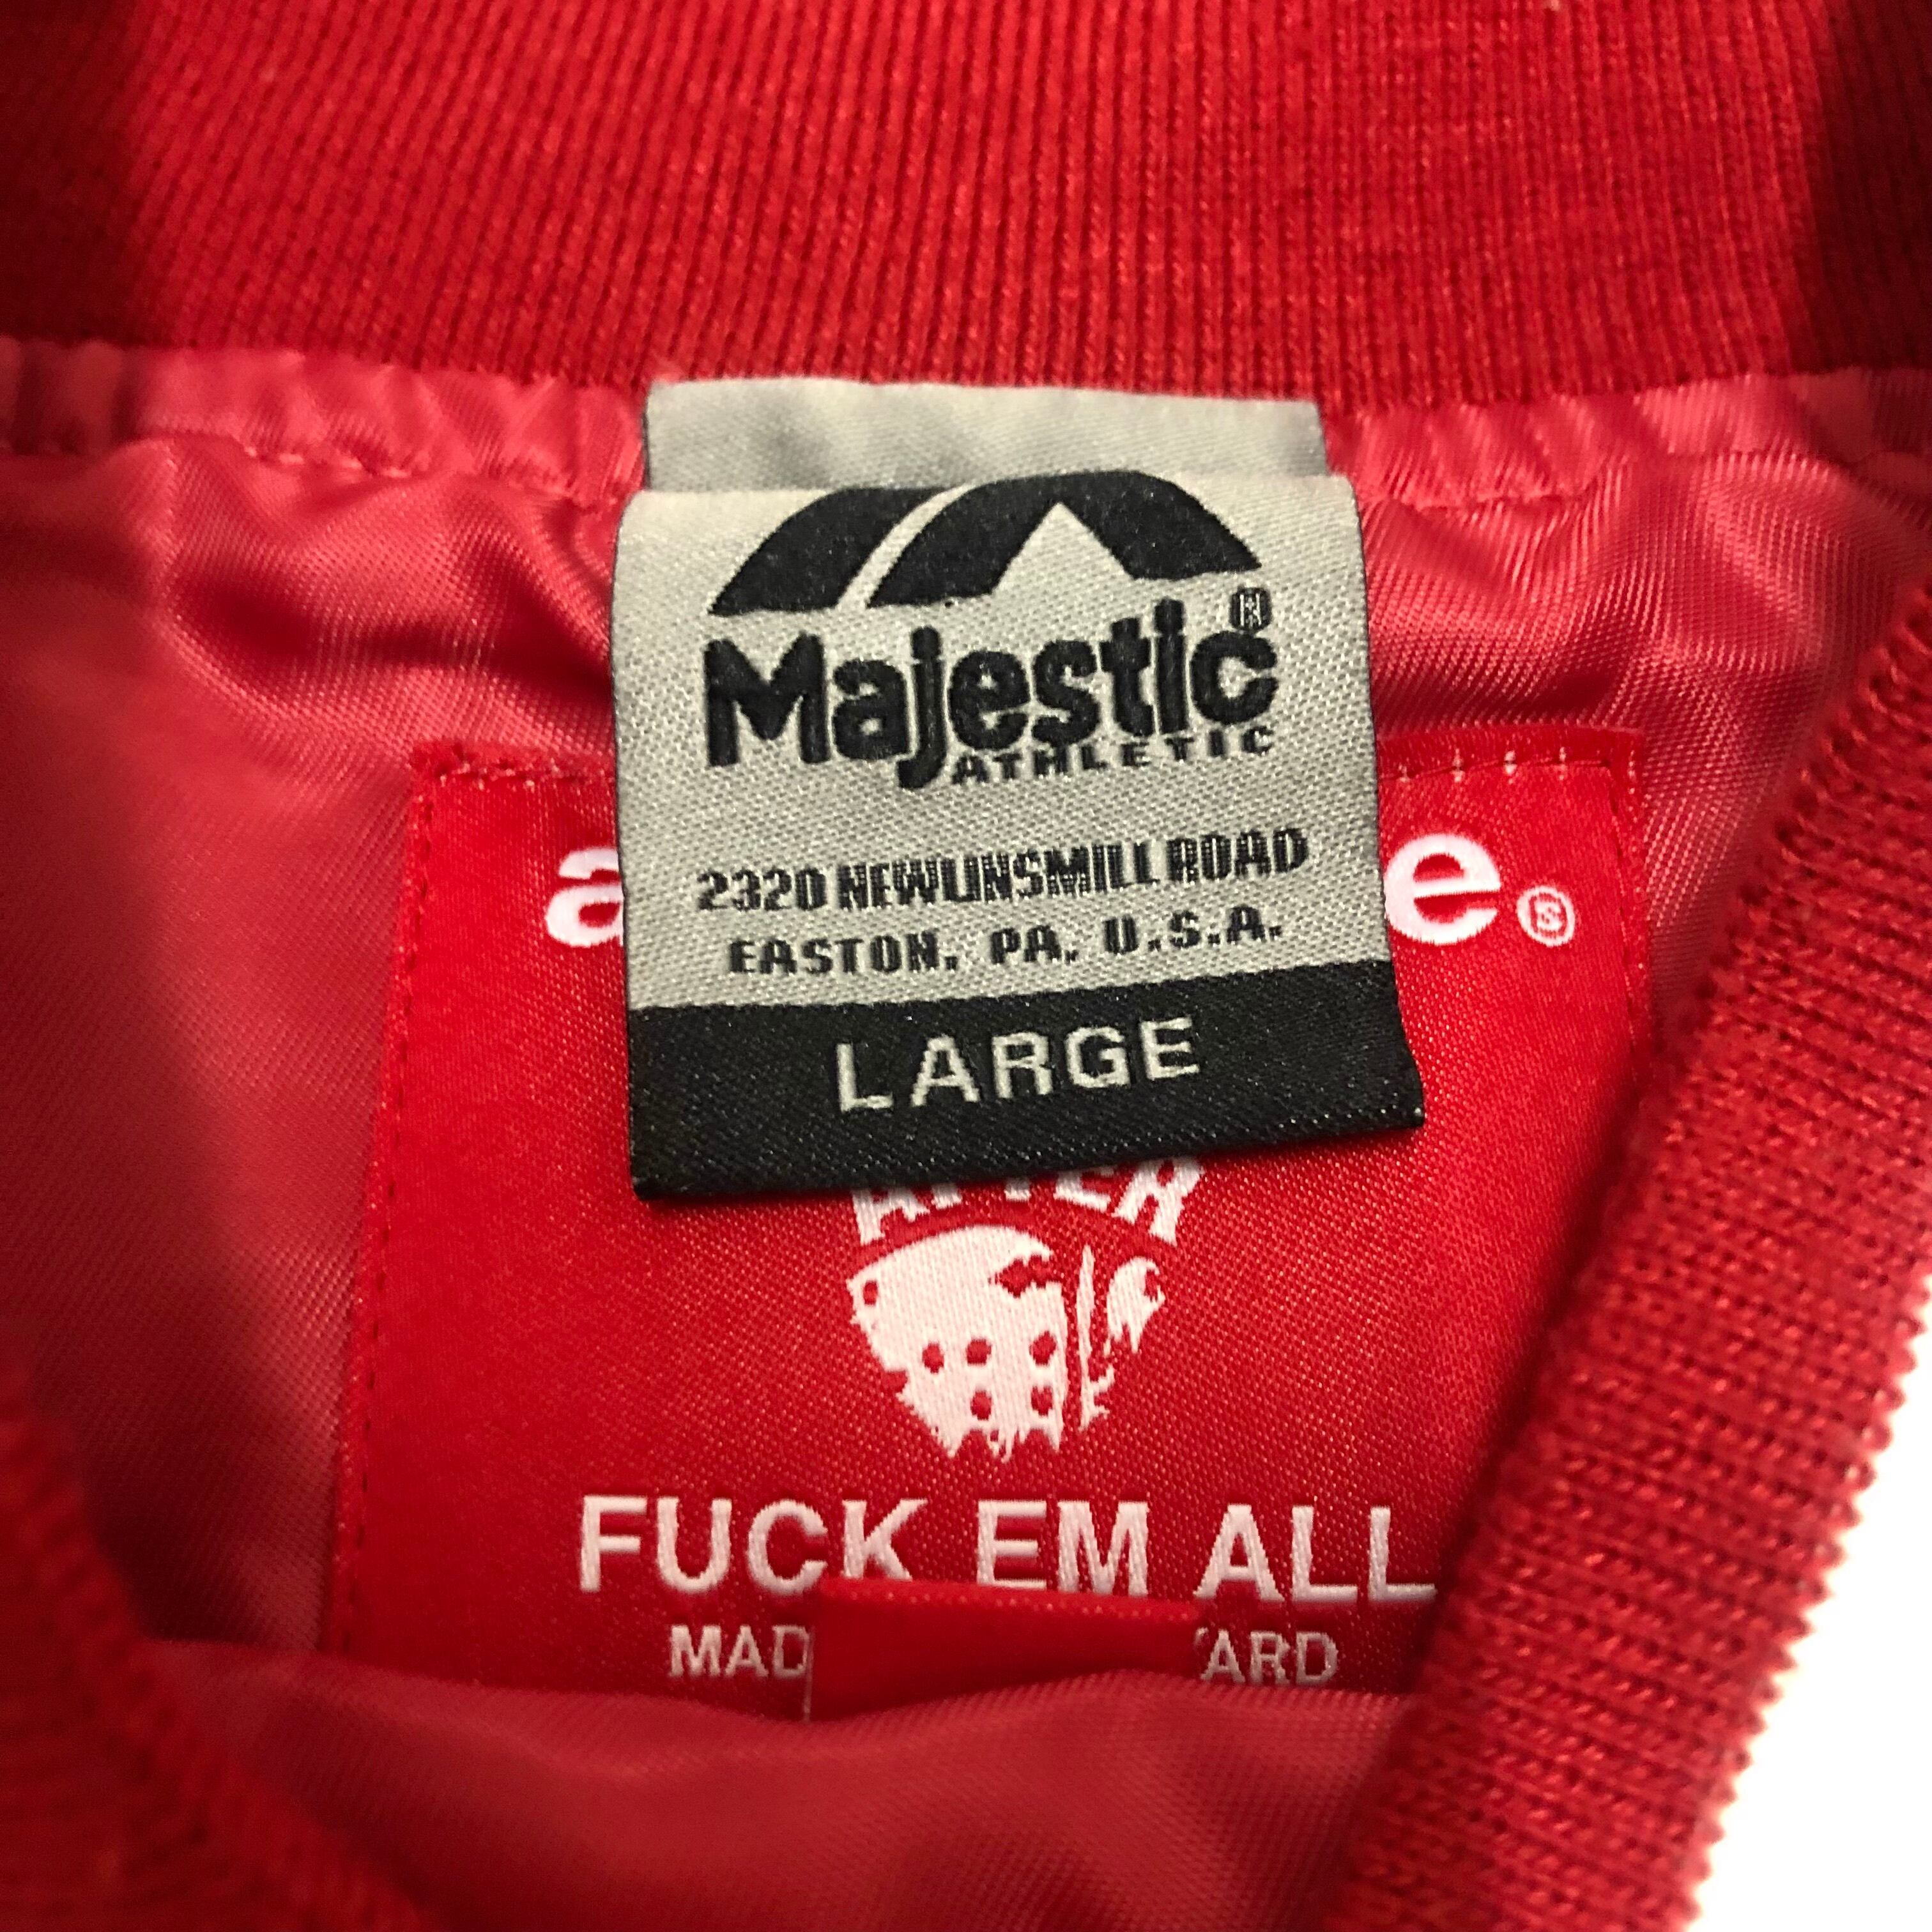 Majestic®
ATHLETIC
2320 NEWLINSMILL ROAD
EASTON, PA. U.S.A.
LARGE
FUCK EM ALL